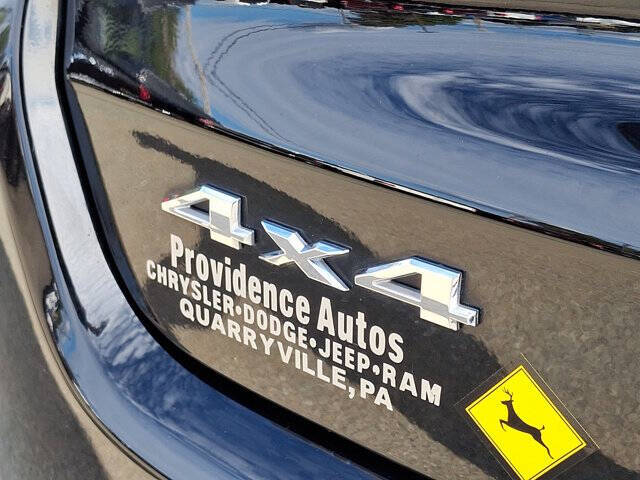 4x4
Providence Autos
CHRYSLER•DODGE•JEEP•RAM
QUARRYVILLE, PA